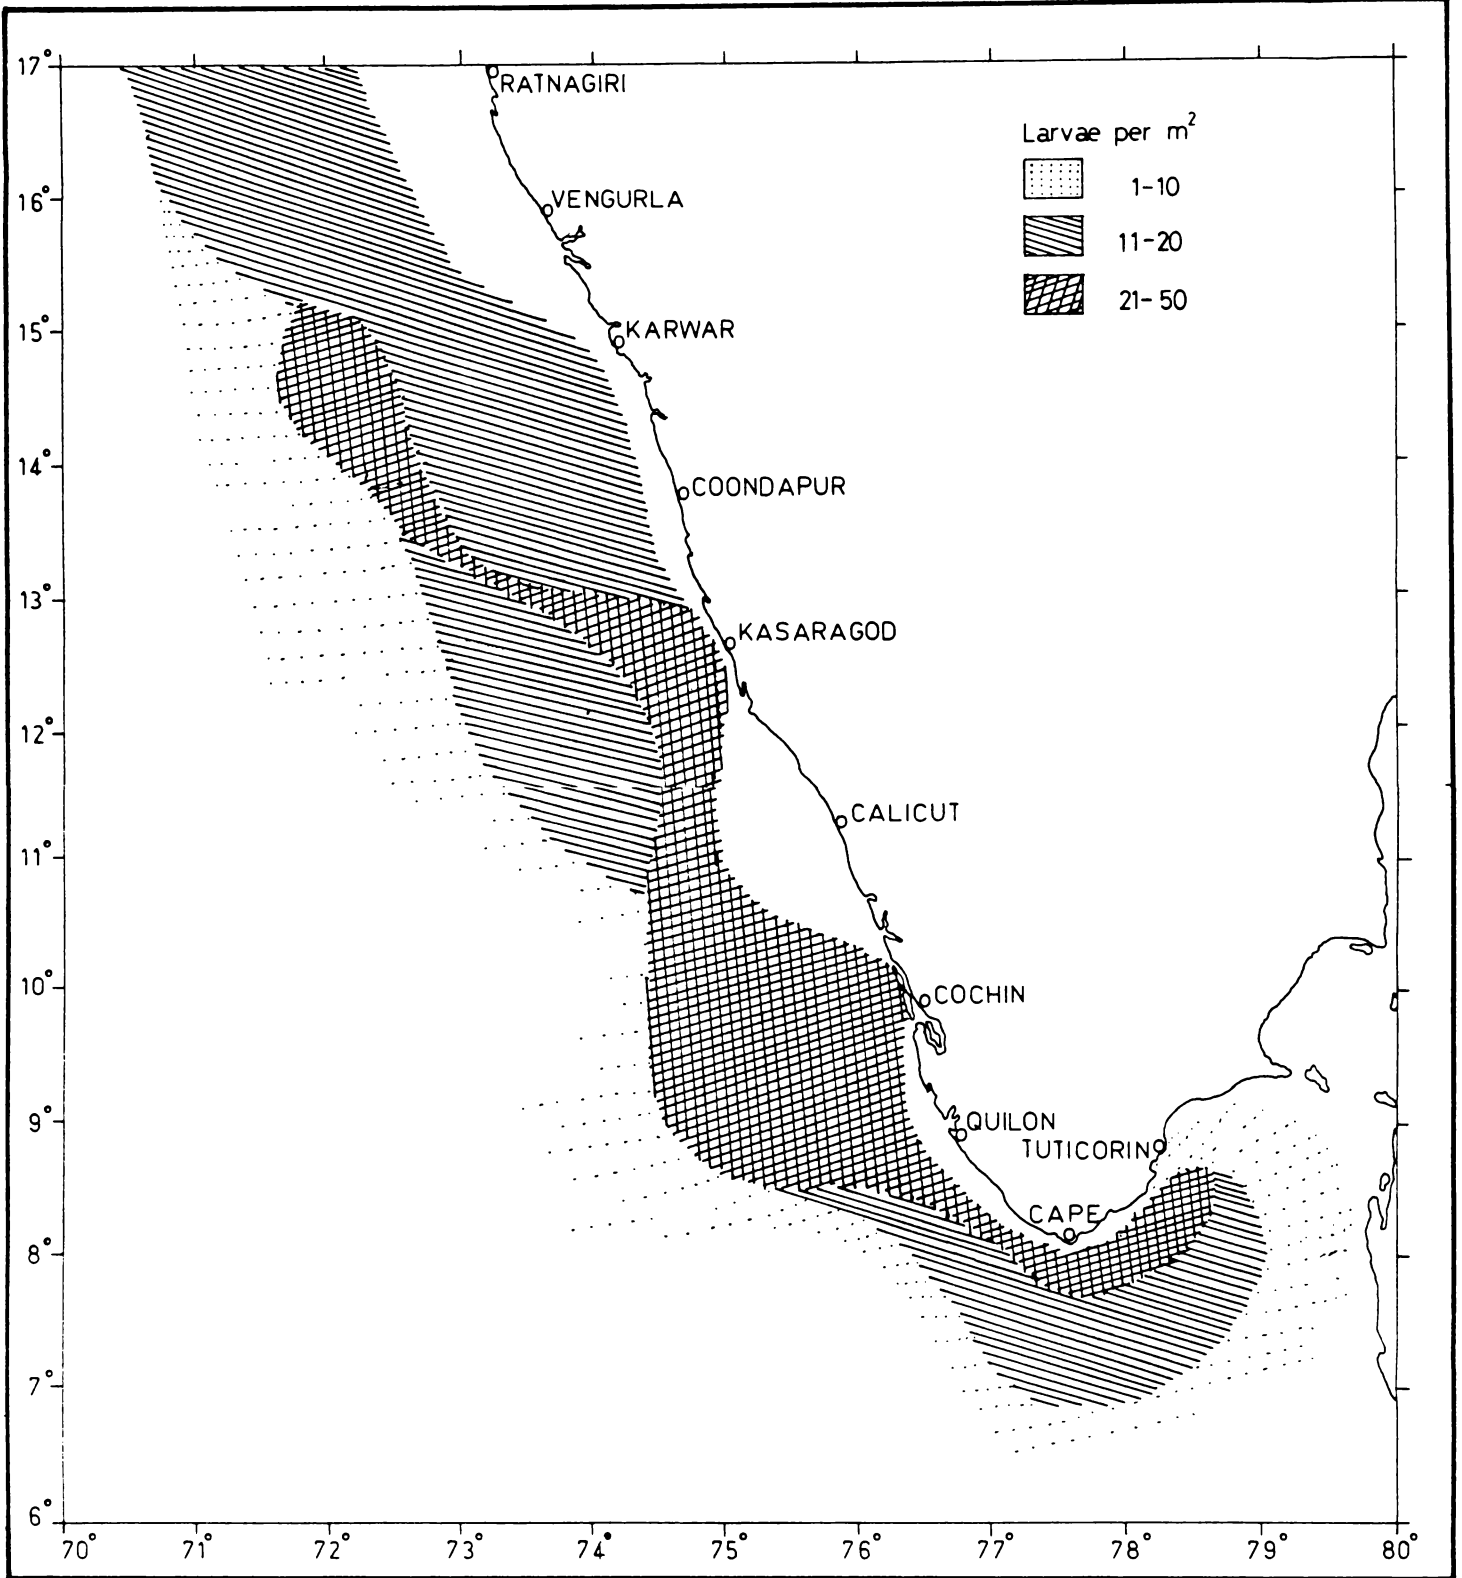 17°
RATNAGIRI
Larvae per m²
1-10
16°
VENGURLA
11-20
21-50
15°
KARWAR
14°
COONDAPUR
13°
KASARAGOD
12°
CALICUT
11°
10°
COCHIN
9°
QUILON
TUTICORIN
CAPE
8°
7°
6°
70° 71° 72° 73° 74° 75° 76° 77° 78° 79° 80°